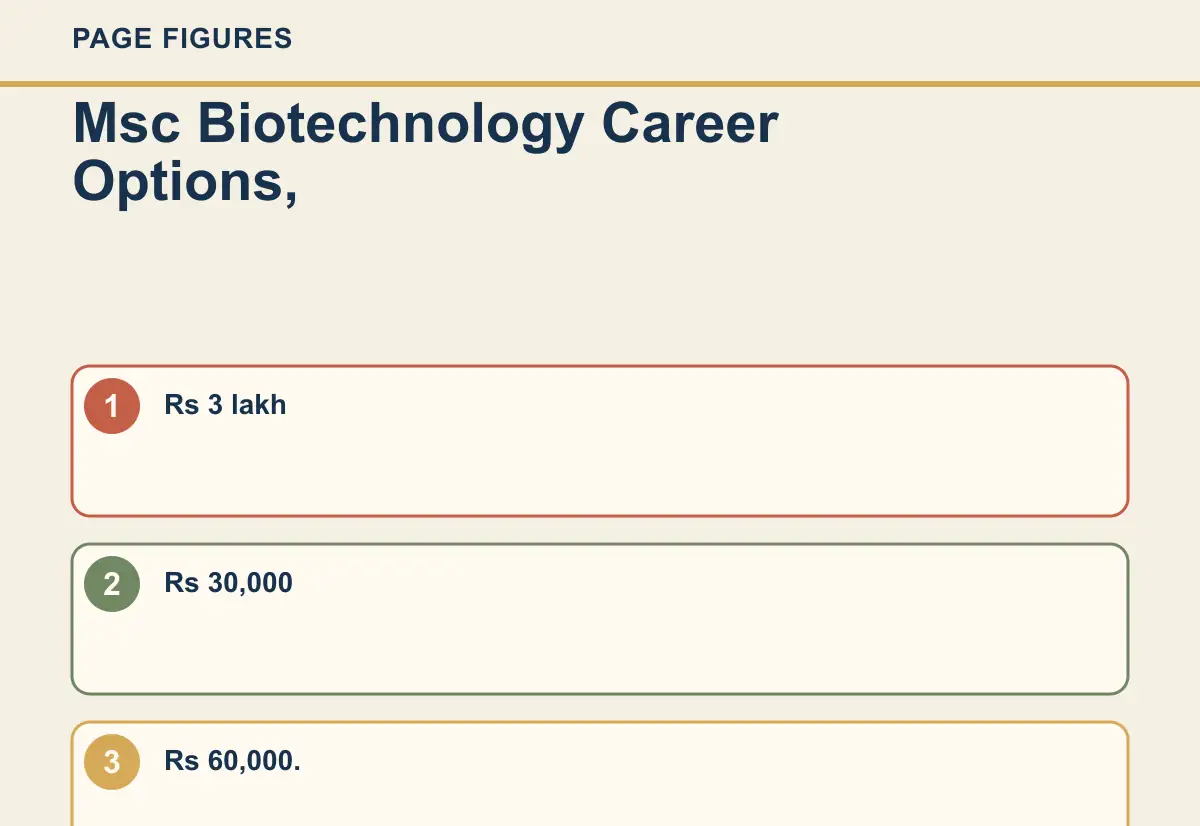 PAGE FIGURES
Msc Biotechnology Career
Options,
1
Rs 3 lakh
2
Rs 30,000
3
Rs 60,000.